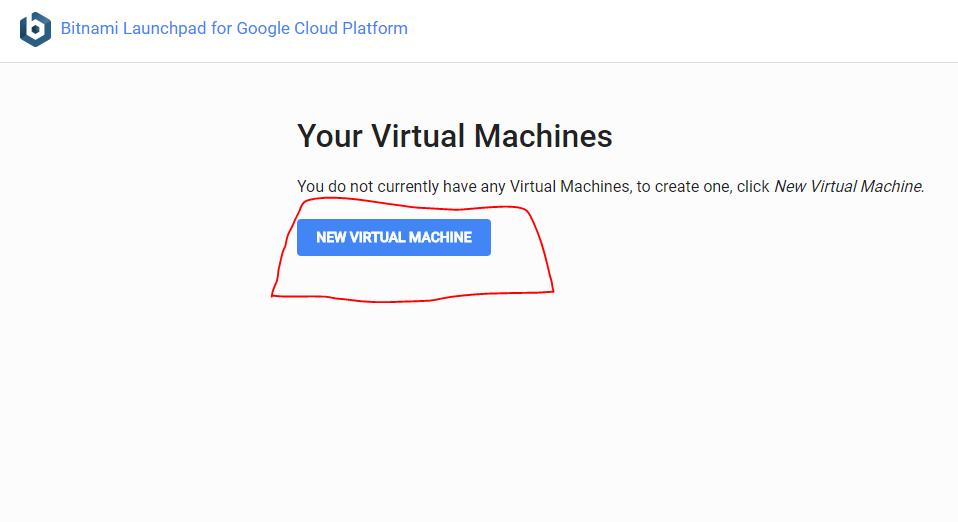 Bitnami Launchpad for Google Cloud Platform
Your Virtual Machines
You do not currently have any Virtual Machines, to create one, click New Virtual Machine.
NEW VIRTUAL MACHINE